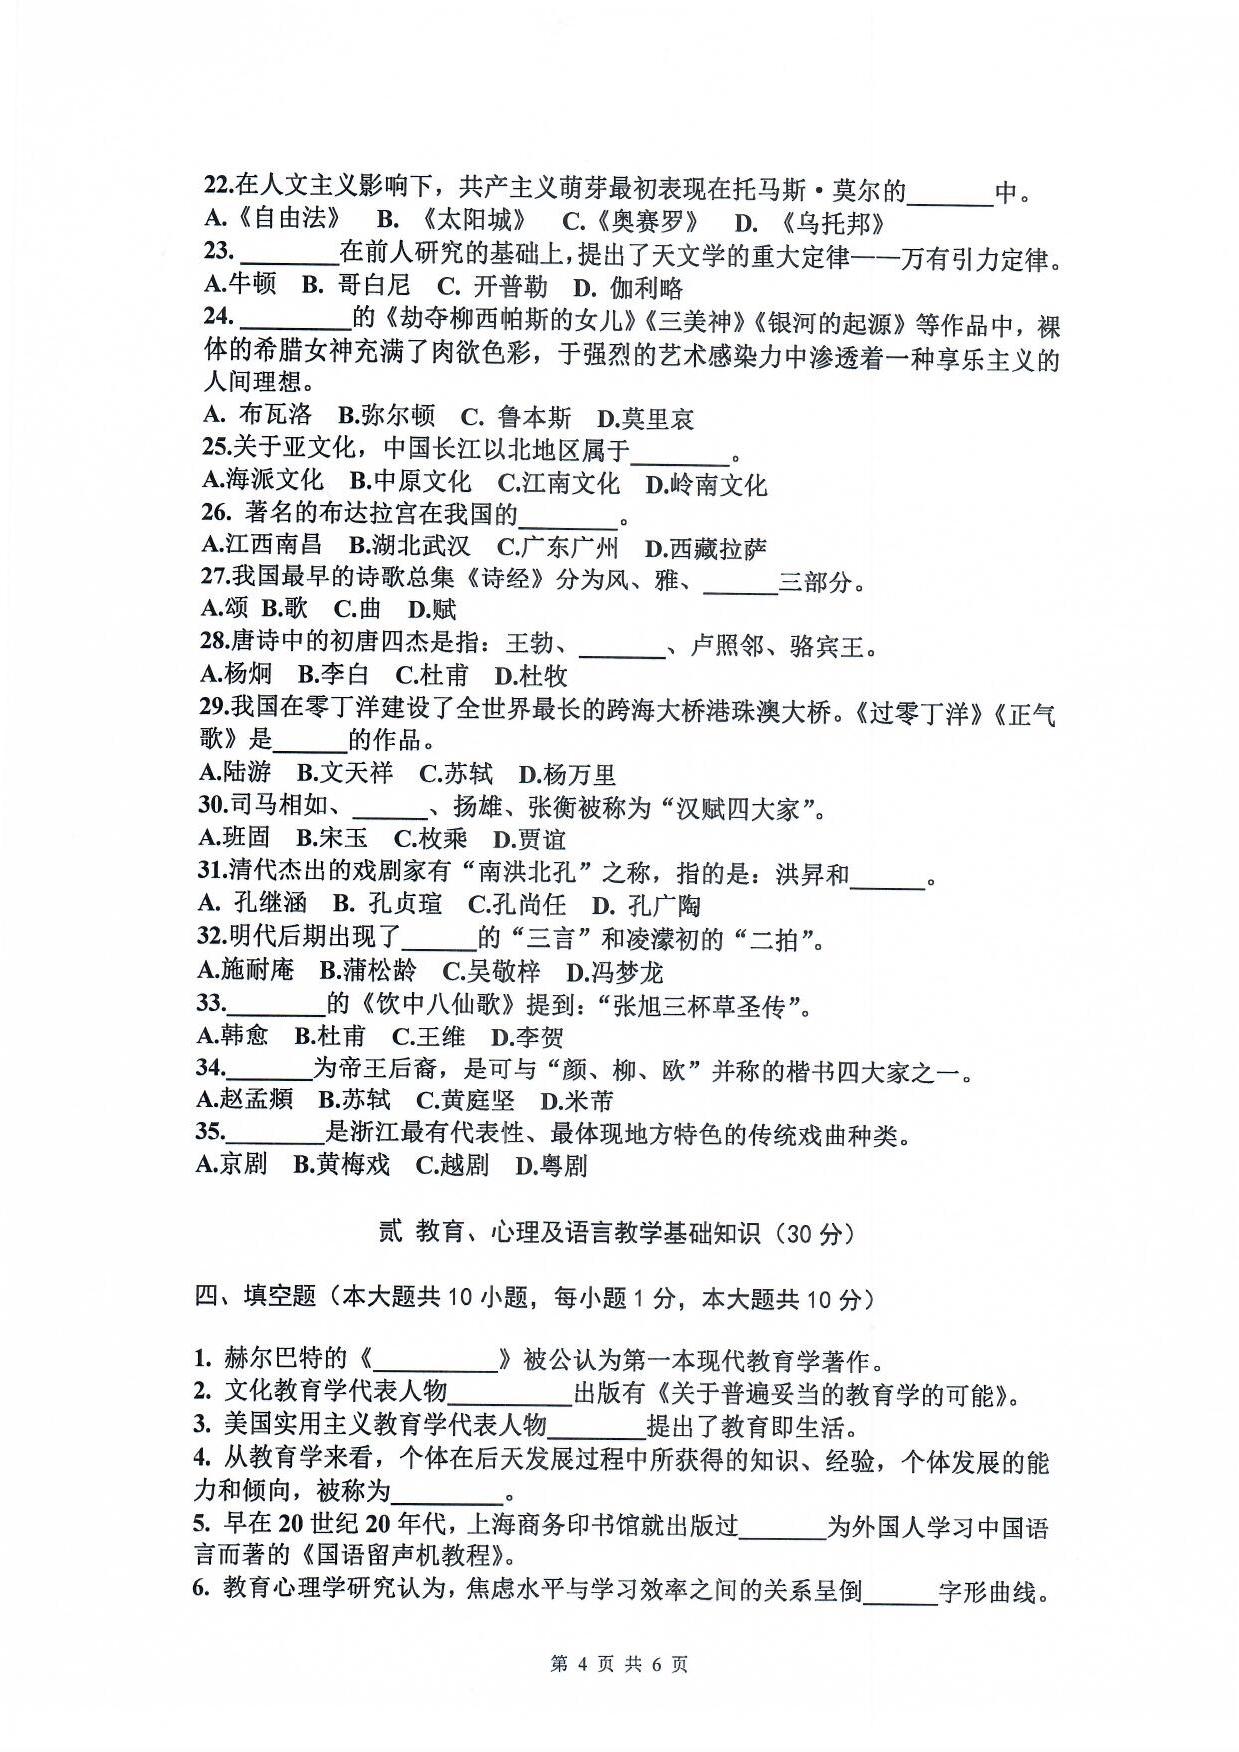 22.在人文主义影响下，共产主义萌芽最初表现在托马斯·莫尔的_______中。
A.《自由法》 B. 《太阳城》 C.《奥赛罗》 D. 《乌托邦》
23. ________在前人研究的基础上,提出了天文学的重大定律——万有引力定律。
A.牛顿 B. 哥白尼 C. 开普勒 D. 伽利略
24. _________的《劫夺柳西帕斯的女儿》《三美神》《银河的起源》等作品中，裸
体的希腊女神充满了肉欲色彩，于强烈的艺术感染力中渗透着一种享乐主义的
人间理想。
A. 布瓦洛 B.弥尔顿 C. 鲁本斯 D.莫里哀
25.关于亚文化，中国长江以北地区属于________。
A.海派文化 B.中原文化 C.江南文化 D.岭南文化
26. 著名的布达拉宫在我国的________。
A.江西南昌 B.湖北武汉 C.广东广州 D.西藏拉萨
27.我国最早的诗歌总集《诗经》分为风、雅、______三部分。
A.颂 B.歌 C.曲 D.赋
28.唐诗中的初唐四杰是指：王勃、_______、卢照邻、骆宾王。
A.杨炯 B.李白 C.杜甫 D.杜牧
29.我国在零丁洋建设了全世界最长的跨海大桥港珠澳大桥。《过零丁洋》《正气
歌》是______的作品。
A.陆游 B.文天祥 C.苏轼 D.杨万里
30.司马相如、______、扬雄、张衡被称为“汉赋四大家”。
A.班固 B.宋玉 C.枚乘 D.贾谊
31.清代杰出的戏剧家有“南洪北孔”之称，指的是：洪昇和______。
A. 孔继涵 B. 孔贞瑄 C.孔尚任 D. 孔广陶
32.明代后期出现了______的“三言”和凌濛初的“二拍”。
A.施耐庵 B.蒲松龄 C.吴敬梓 D.冯梦龙
33.________的《饮中八仙歌》提到：“张旭三杯草圣传”。
A.韩愈 B.杜甫 C.王维 D.李贺
34._______为帝王后裔，是可与“颜、柳、欧”并称的楷书四大家之一。
A.赵孟頫 B.苏轼 C.黄庭坚 D.米芾
35.________是浙江最有代表性、最体现地方特色的传统戏曲种类。
A.京剧 B.黄梅戏 C.越剧 D.粤剧
贰 教育、心理及语言教学基础知识（30 分）
四、填空题（本大题共 10 小题，每小题 1 分，本大题共 10 分）
1. 赫尔巴特的《__________》被公认为第一本现代教育学著作。
2. 文化教育学代表人物__________出版有《关于普遍妥当的教育学的可能》。
3. 美国实用主义教育学代表人物________提出了教育即生活。
4. 从教育学来看，个体在后天发展过程中所获得的知识、经验，个体发展的能
力和倾向，被称为_________。
5. 早在 20 世纪 20 年代，上海商务印书馆就出版过_______为外国人学习中国语
言而著的《国语留声机教程》。
6. 教育心理学研究认为，焦虑水平与学习效率之间的关系呈倒______字形曲线。
第 4 页 共 6 页